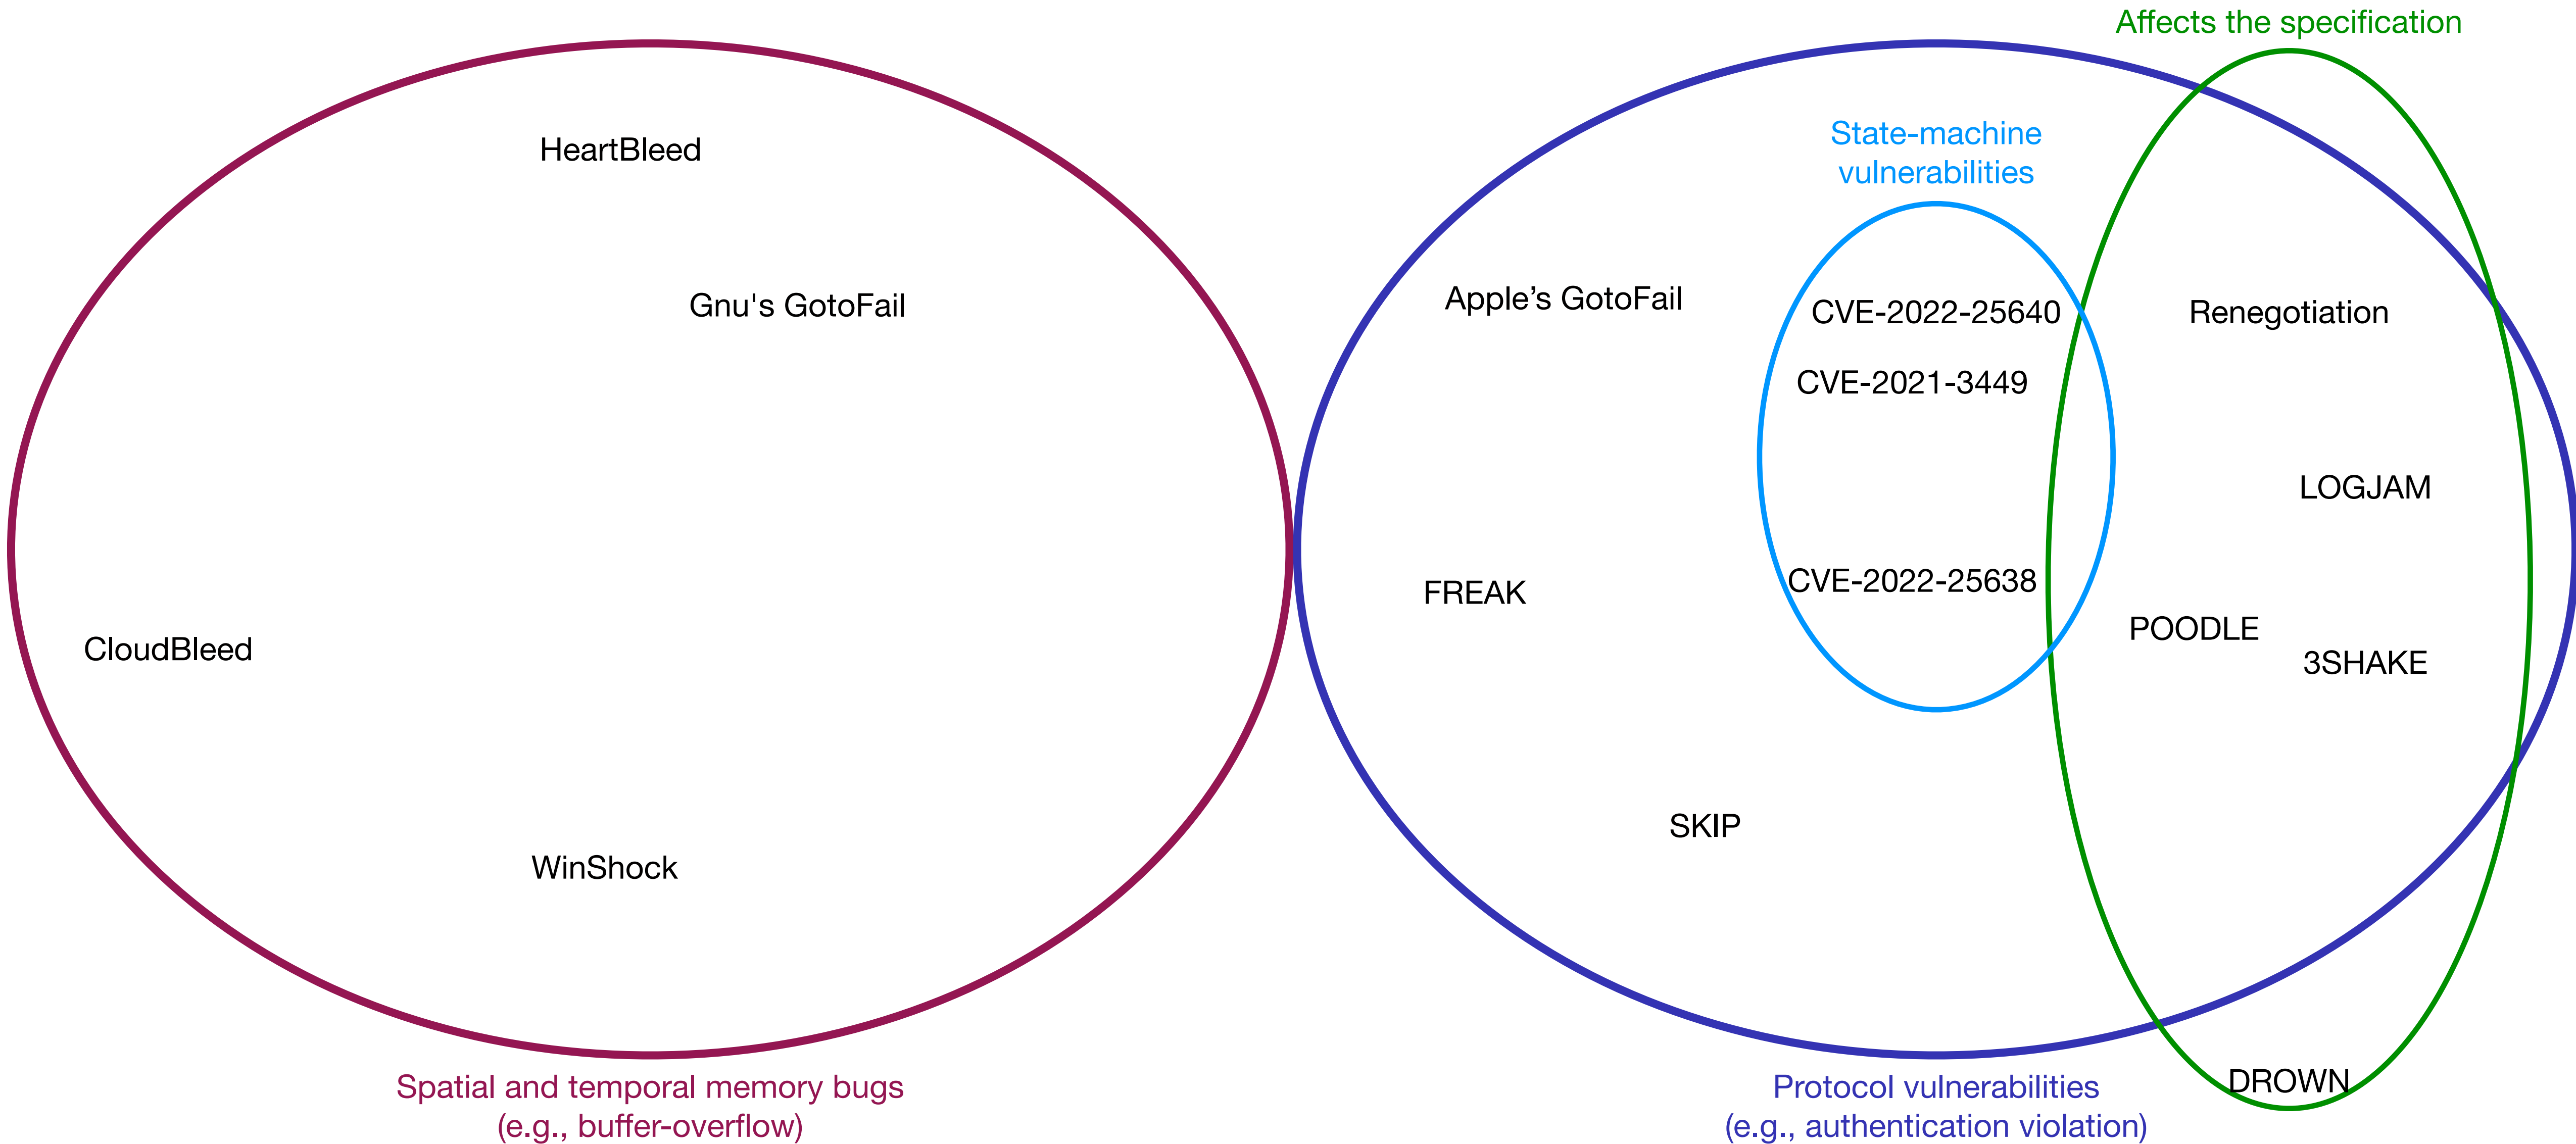 Affects the specification
State-machine
vulnerabilities
HeartBleed
Gnu's GotoFail
Apple’s GotoFail
CVE-2022-25640
Renegotiation
CVE-2021-3449
LOGJAM
CVE-2022-25638
FREAK
POODLE
CloudBleed
3SHAKE
SKIP
WinShock
DROWN
Spatial and temporal memory bugs
(e.g., buffer-overflow)
Protocol vulnerabilities
(e.g., authentication violation)